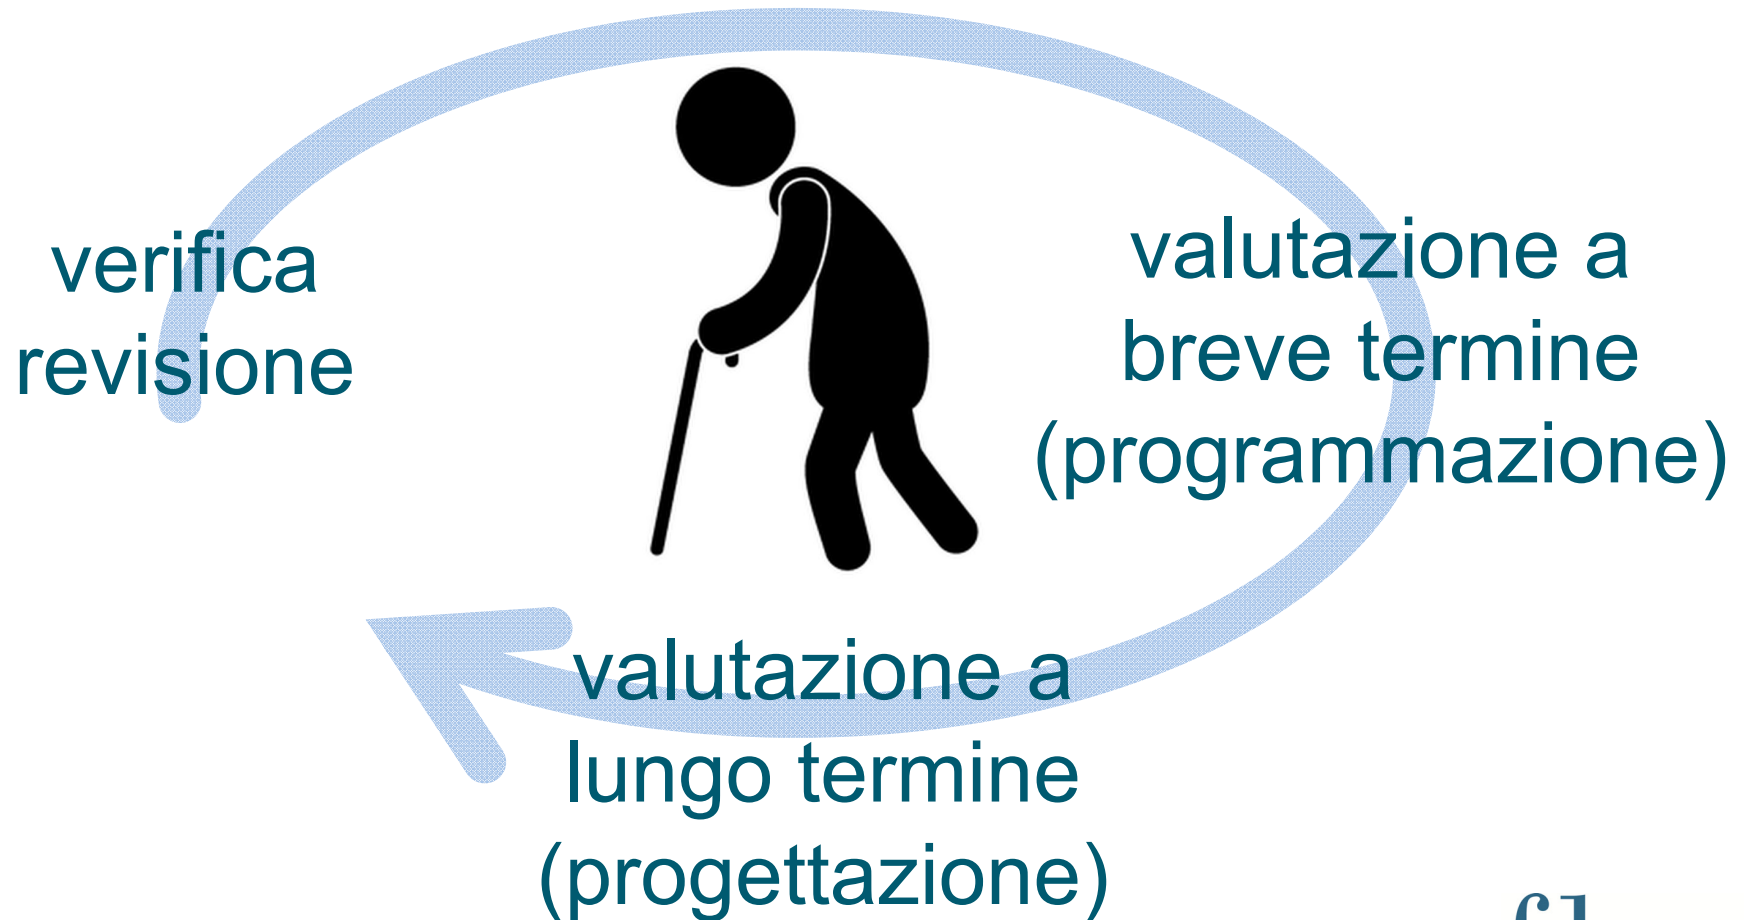 verifica
revisione
valutazione a
breve termine
(programmazione)
valutazione a
lungo termine
(progettazione)